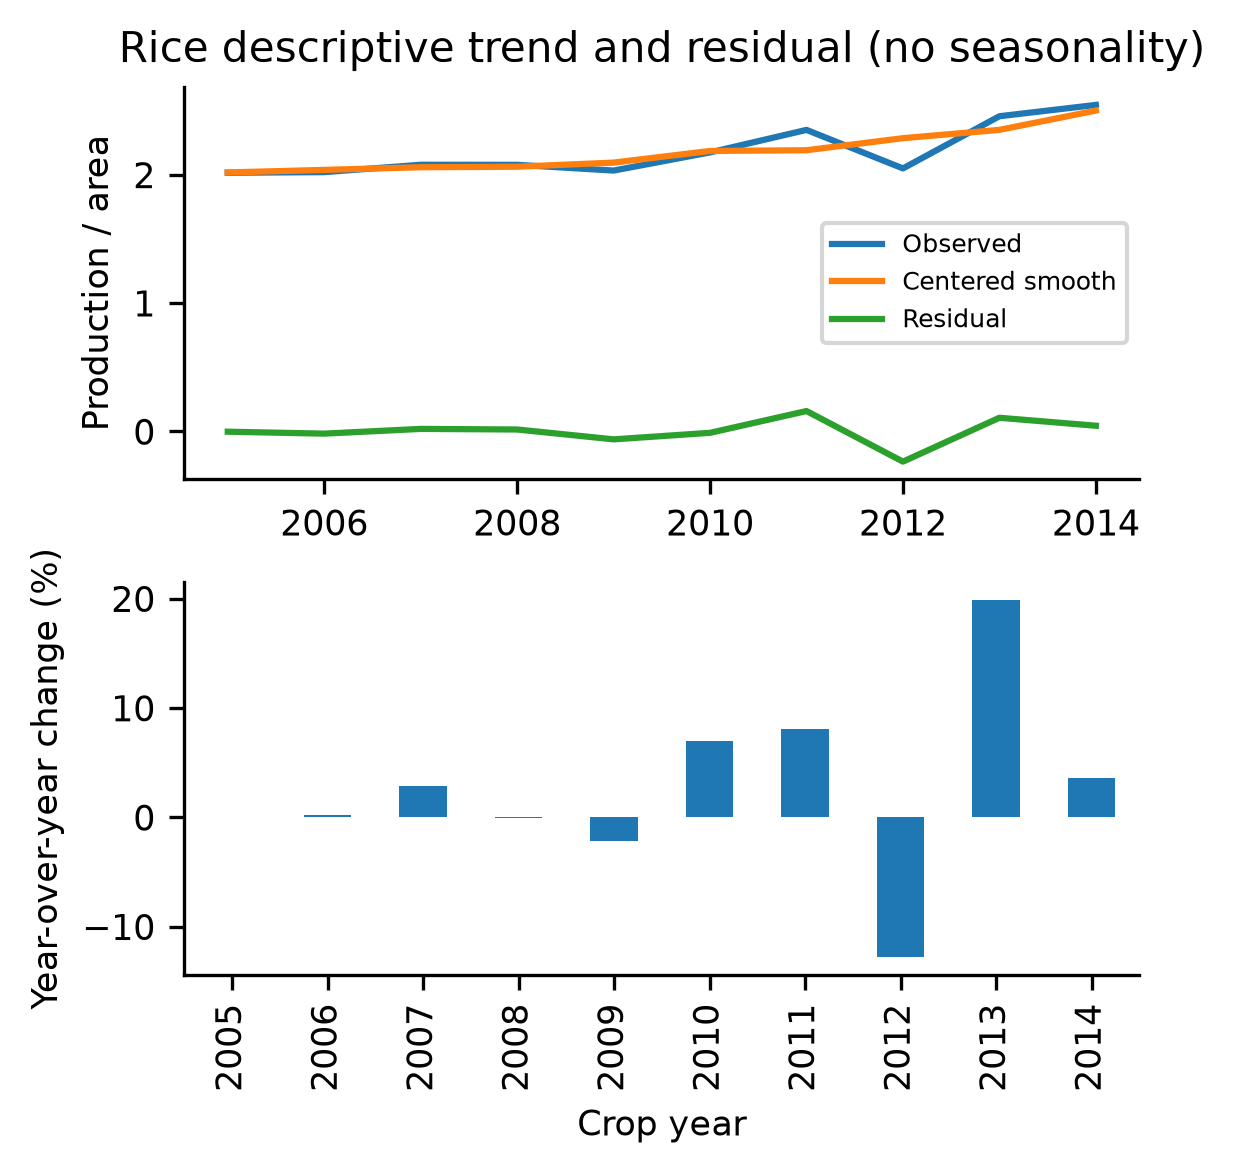 Rice descriptive trend and residual (no seasonality)
Production / area
2
1
0
Observed
Centered smooth
Residual
2006 2008 2010 2012 2014
Year-over-year change (%)
20
10
0
−10
2005 2006 2007 2008 2009 2010 2011 2012 2013 2014
Crop year